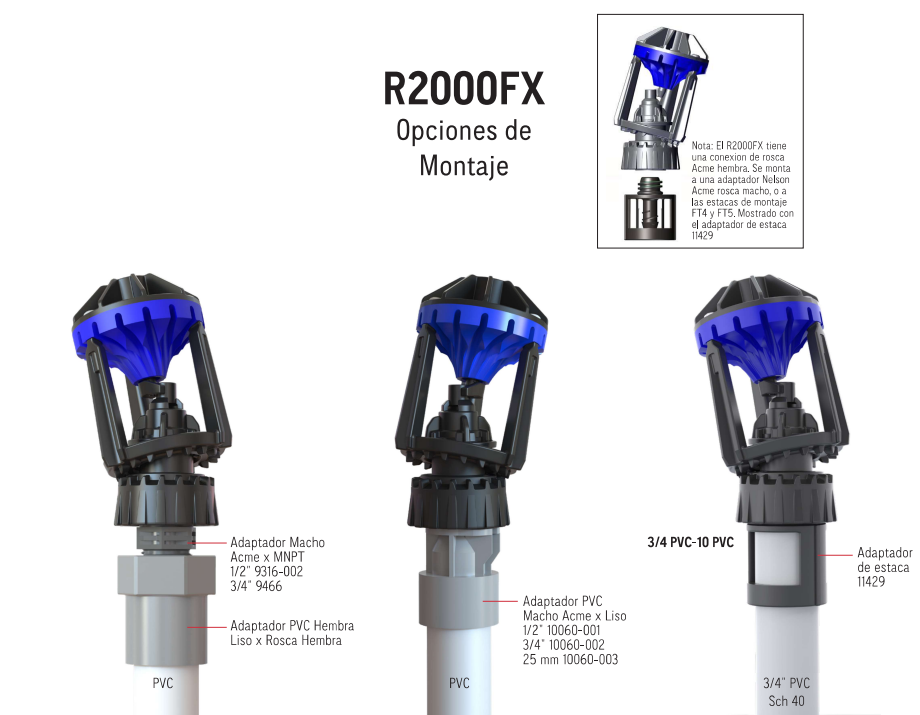 R2000FX
Opciones de
Montaje
Nota: El R2000FX tiene
una conexion de rosca
Acme hembra. Se monta
a una adaptador Nelson
Acme rosca macho, o a
las estacas de montaje
FT4 y FT5. Mostrado con
el adaptador de estaca
11429
Adaptador Macho
Acme x MNPT
1/2" 9316-002
3/4" 9466
Adaptador PVC Hembra
Liso x Rosca Hembra
PVC
Adaptador PVC
Macho Acme x Liso
1/2" 10060-001
3/4" 10060-002
25 mm 10060-003
PVC
3/4 PVC-10 PVC
Adaptador
de estaca
11429
3/4" PVC
Sch 40